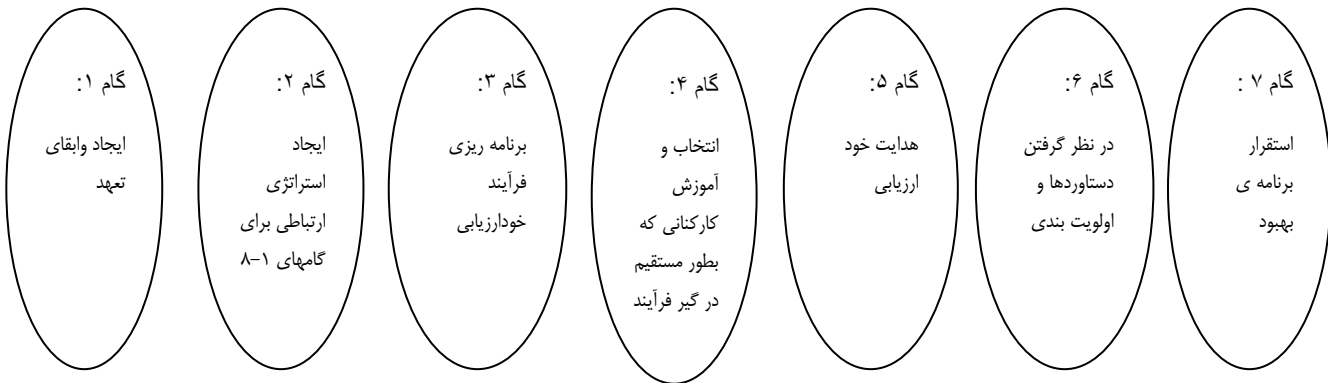 گام ۱:
ایجاد وابقای
تعهد
گام ۲:
ایجاد
استراتژی
ارتباطی برای
گامهای ۱-۸
گام ۳:
برنامه ریزی
فرآیند
خودارزیابی
گام ۴:
انتخاب و
آموزش
کارکنانی که
بطور مستقیم
در گیر فرآیند
گام ۵:
هدایت خود
ارزیابی
گام ۶:
در نظر گرفتن
دستاوردها و
اولویت بندی
گام ۷ :
استقرار
برنامه ی
بهبود